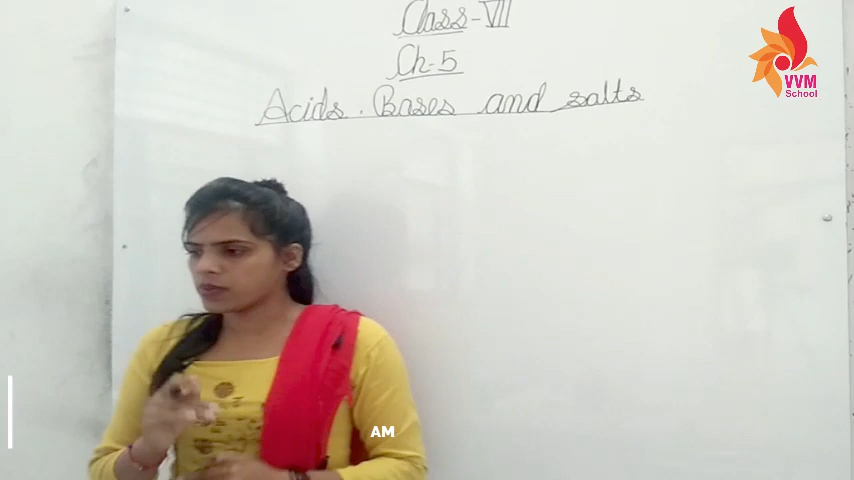 Class-VII
Ch-5
Acids. Bases and salts
VVM
School
AM